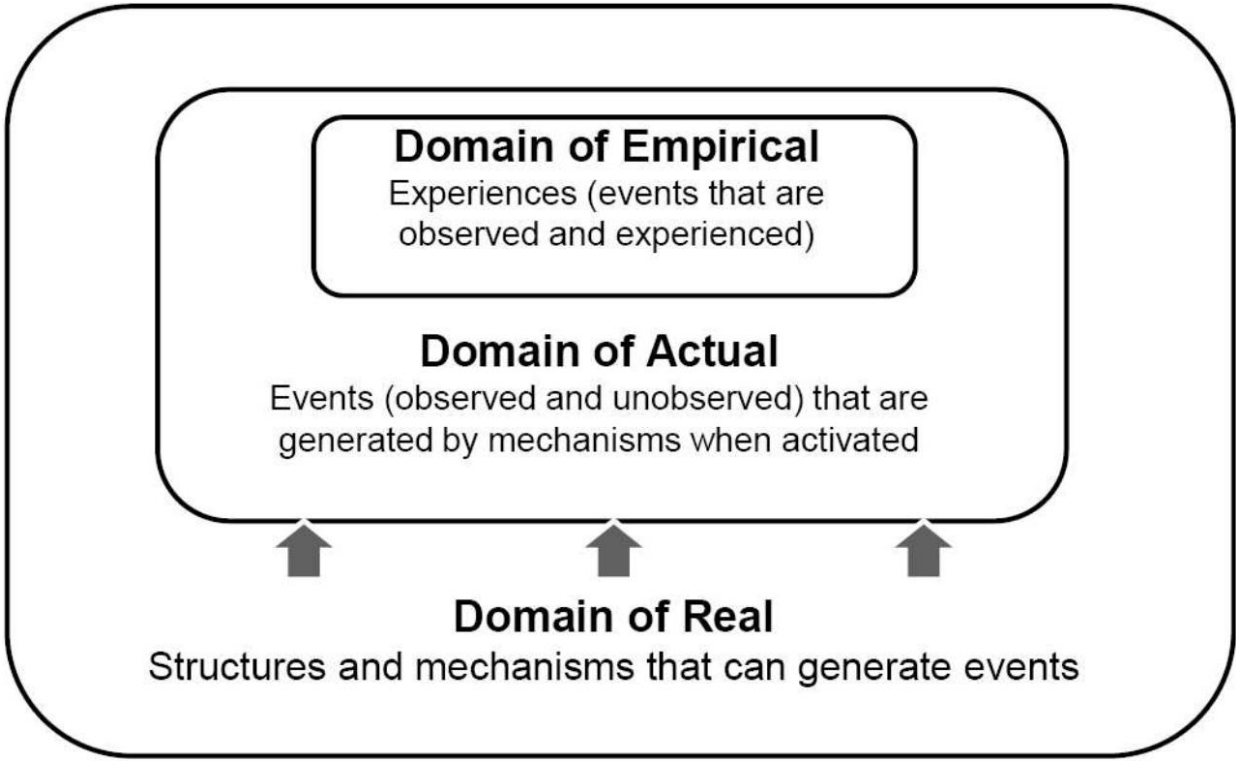 Domain of Empirical
Experiences (events that are
observed and experienced)
Domain of Actual
Events (observed and unobserved) that are
generated by mechanisms when activated
Domain of Real
Structures and mechanisms that can generate events